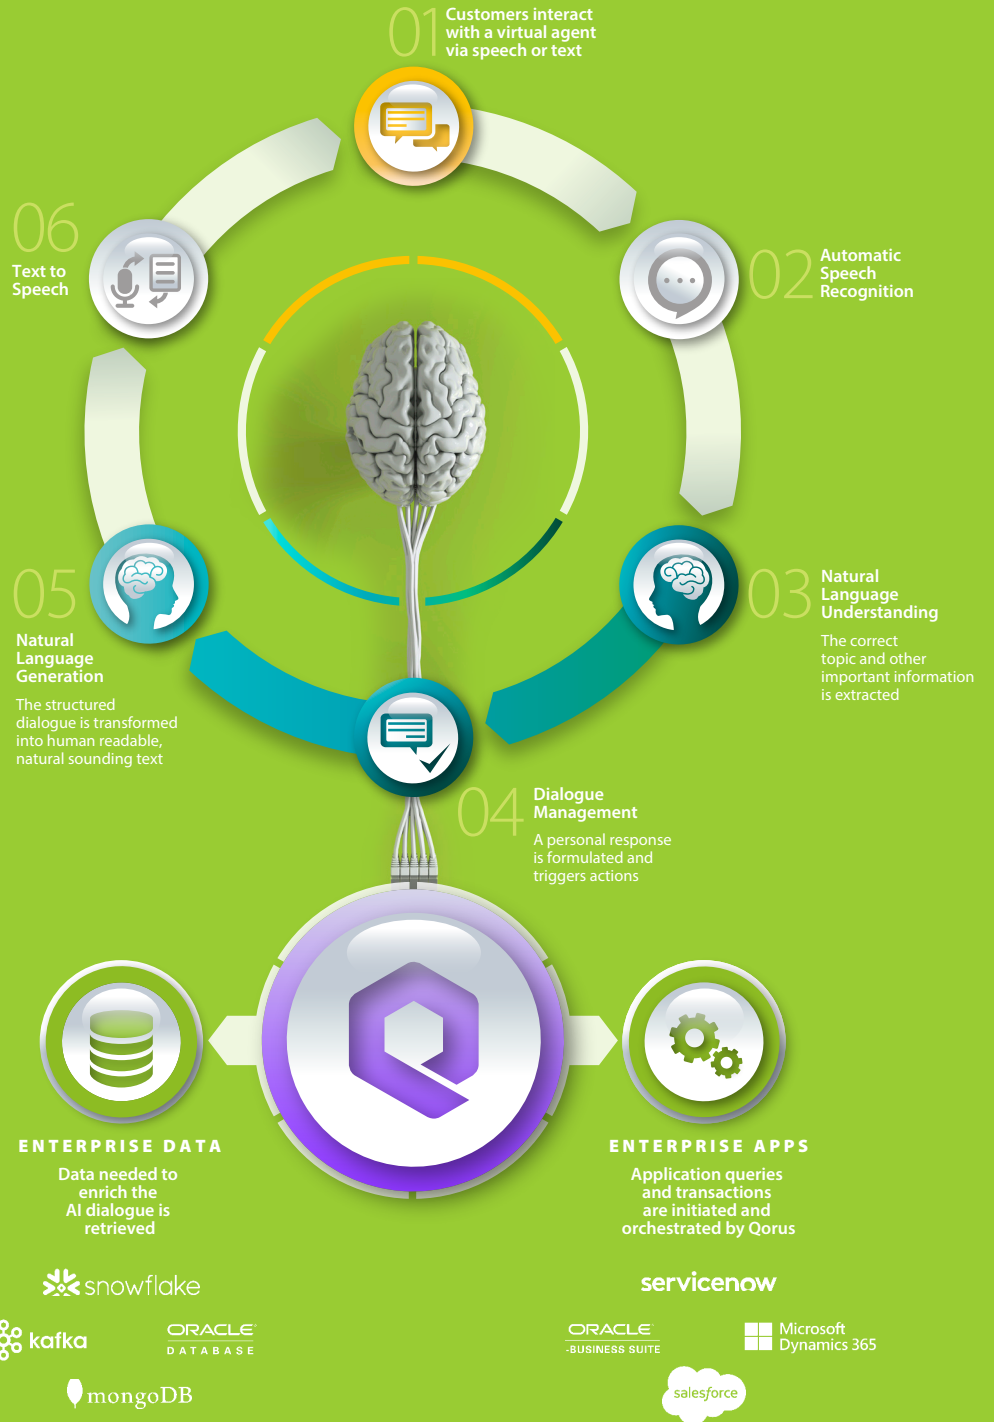 01
Customers interact
with a virtual agent
via speech or text
02
Automatic
Speech
Recognition
03
Natural
Language
Understanding
The correct
topic and other
important information
is extracted
04
Dialogue
Management
A personal response
is formulated and
triggers actions
05
Natural
Language
Generation
The structured
dialogue is transformed
into human readable,
natural sounding text
06
Text to
Speech
ENTERPRISE DATA
Data needed to
enrich the
AI dialogue is
retrieved
snowflake
kafka
ORACLE
DATABASE
mongoDB
ENTERPRISE APPS
Application queries
and transactions
are initiated and
orchestrated by Qorus
servicenow
ORACLE
-BUSINESS SUITE
Microsoft
Dynamics 365
salesforce